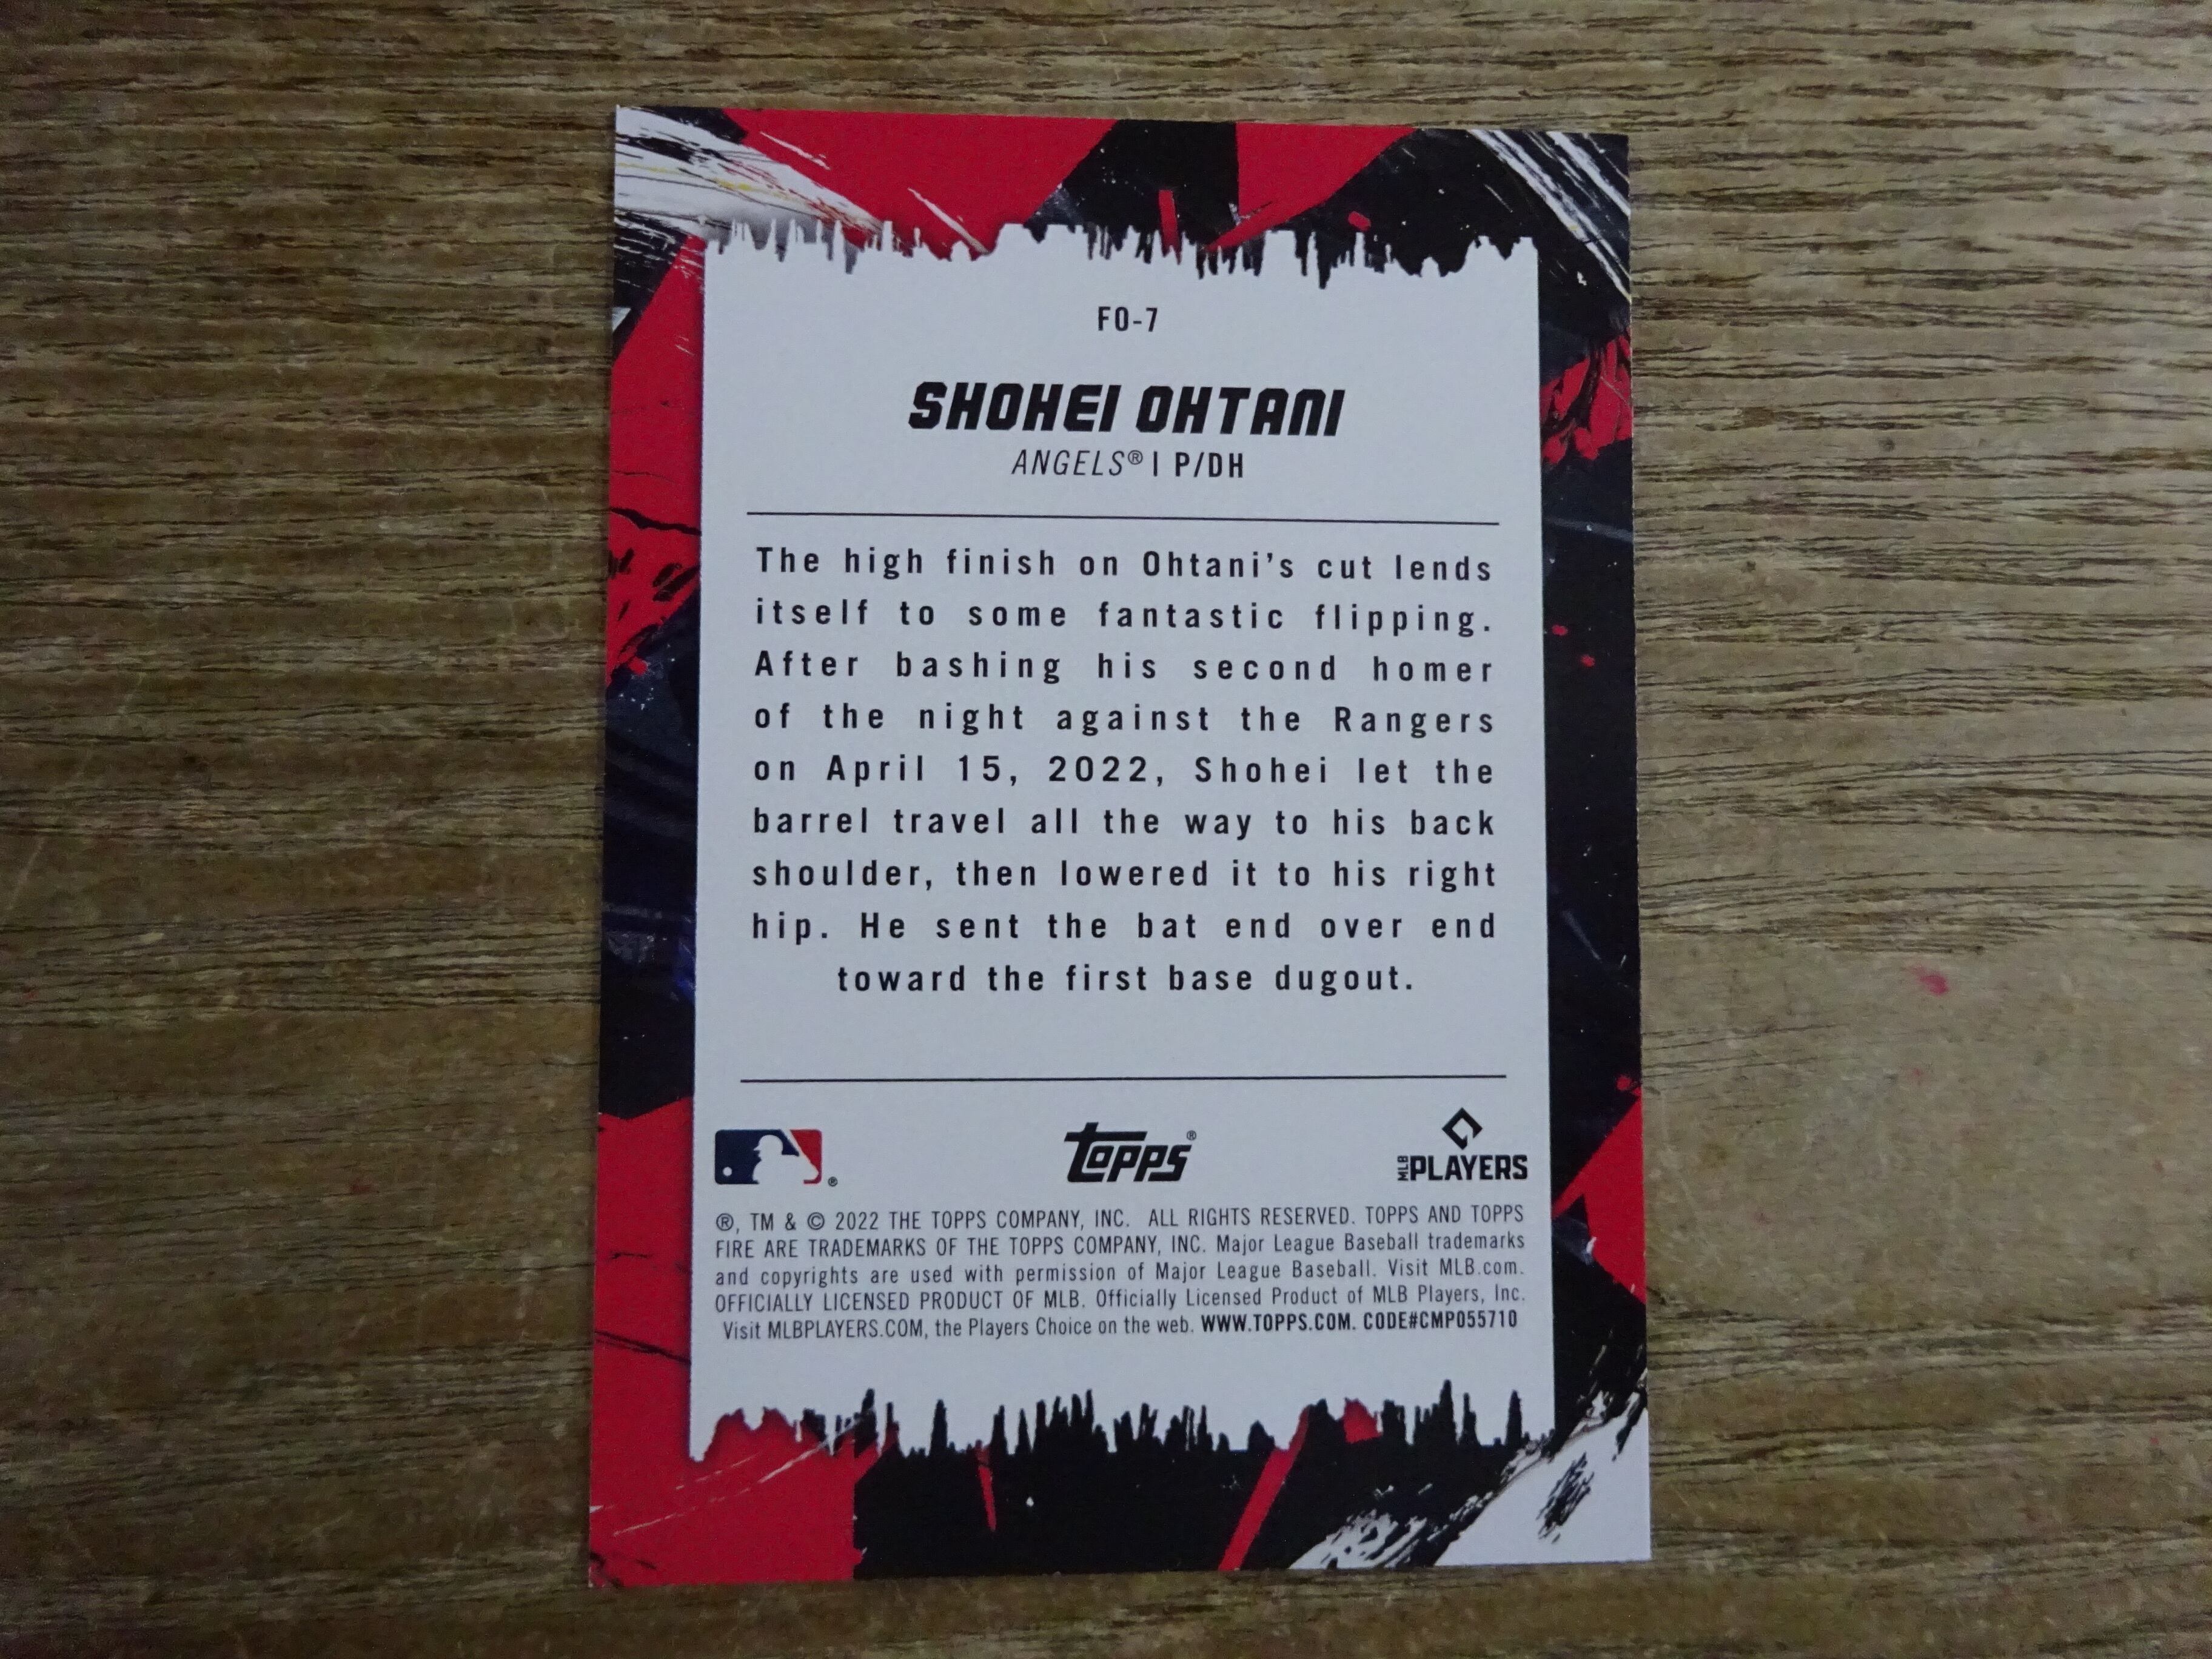 FO-7
SHOHEI OHTANI
ANGELS® | P/DH
The high finish on Ohtani's cut lends
itself to some fantastic flipping.
After bashing his second homer
of the night against the Rangers
on April 15, 2022, Shohei let the
barrel travel all the way to his back
shoulder, then lowered it to his right
hip. He sent the bat end over end
toward the first base dugout.
®
topps®
MLB PLAYERS
®, TM & © 2022 THE TOPPS COMPANY, INC. ALL RIGHTS RESERVED. TOPPS AND TOPPS
FIRE ARE TRADEMARKS OF THE TOPPS COMPANY, INC. Major League Baseball trademarks
and copyrights are used with permission of Major League Baseball. Visit MLB.com.
OFFICIALLY LICENSED PRODUCT OF MLB. Officially Licensed Product of MLB Players, Inc.
Visit MLBPLAYERS.COM, the Players Choice on the web. WWW.TOPPS.COM. CODE#CMP055710